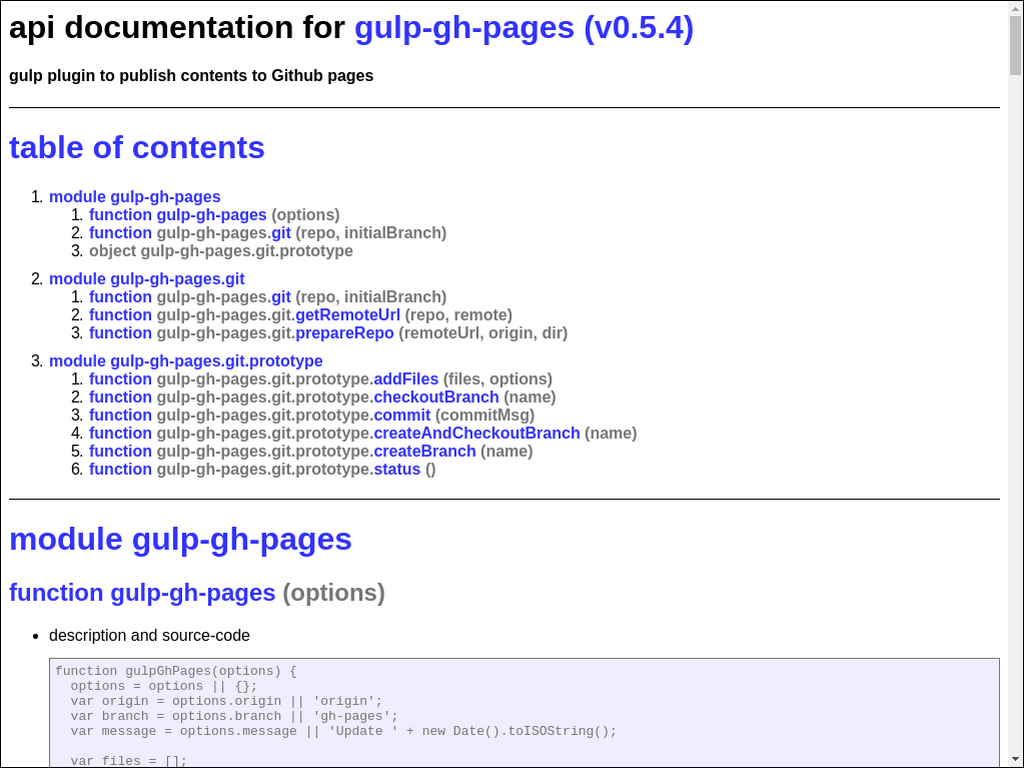 api documentation for gulp-gh-pages (v0.5.4)
gulp plugin to publish contents to Github pages
table of contents
1. module gulp-gh-pages
1. function gulp-gh-pages (options)
2. function gulp-gh-pages.git (repo, initialBranch)
3. object gulp-gh-pages.git.prototype
2. module gulp-gh-pages.git
1. function gulp-gh-pages.git (repo, initialBranch)
2. function gulp-gh-pages.git.getRemoteUrl (repo, remote)
3. function gulp-gh-pages.git.prepareRepo (remoteUrl, origin, dir)
3. module gulp-gh-pages.git.prototype
1. function gulp-gh-pages.git.prototype.addFiles (files, options)
2. function gulp-gh-pages.git.prototype.checkoutBranch (name)
3. function gulp-gh-pages.git.prototype.commit (commitMsg)
4. function gulp-gh-pages.git.prototype.createAndCheckoutBranch (name)
5. function gulp-gh-pages.git.prototype.createBranch (name)
6. function gulp-gh-pages.git.prototype.status ()
module gulp-gh-pages
function gulp-gh-pages (options)
• description and source-code
function gulpGhPages(options) {
  options = options || {};
  var origin = options.origin || 'origin';
  var branch = options.branch || 'gh-pages';
  var message = options.message || 'Update ' + new Date().toISOString();
  var files = [];